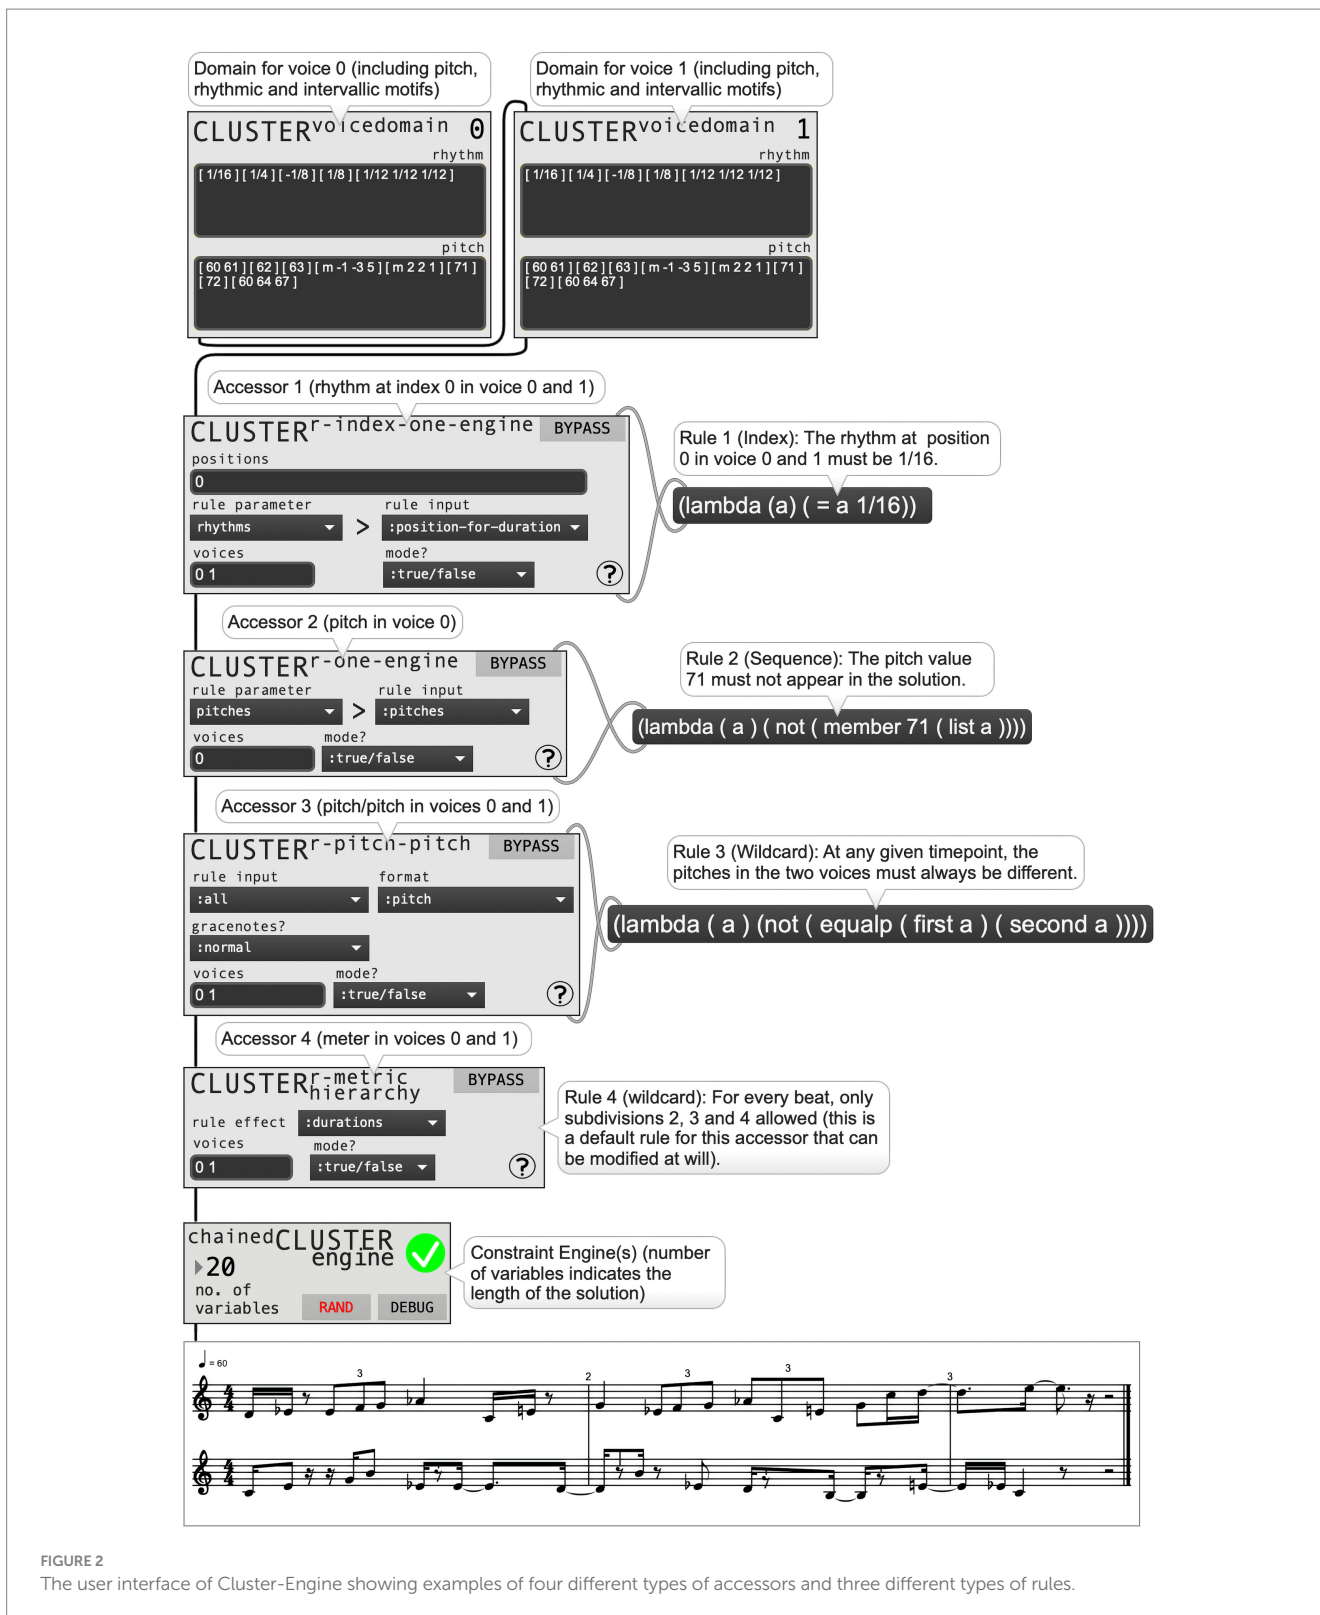 Domain for voice 0 (including pitch,
rhythmic and intervallic motifs)
Domain for voice 1 (including pitch,
rhythmic and intervallic motifs)
CLUSTERvoicedomain 0
rhythm
[ 1/16 ] [ 1/4 ] [ -1/8 ] [ 1/8 ] [ 1/12 1/12 1/12 ]
pitch
[ 60 61 ] [ 62 ] [ 63 ] [ m -1 -3 5 ] [ m 2 2 1 ] [ 71 ]
[ 72 ] [ 60 64 67 ]
CLUSTERvoicedomain 1
rhythm
[ 1/16 ] [ 1/4 ] [ -1/8 ] [ 1/8 ] [ 1/12 1/12 1/12 ]
pitch
[ 60 61 ] [ 62 ] [ 63 ] [ m -1 -3 5 ] [ m 2 2 1 ] [ 71 ]
[ 72 ] [ 60 64 67 ]
Accessor 1 (rhythm at index 0 in voice 0 and 1)
CLUSTERr-index-one-engine BYPASS
positions
0
rule parameter rule input
rhythms > :position-for-duration
voices mode?
0 1 :true/false ?
Rule 1 (Index): The rhythm at position
0 in voice 0 and 1 must be 1/16.
(lambda (a) ( = a 1/16))
Accessor 2 (pitch in voice 0)
CLUSTERr-one-engine BYPASS
rule parameter rule input
pitches > :pitches
voices mode?
0 :true/false ?
Rule 2 (Sequence): The pitch value
71 must not appear in the solution.
(lambda ( a ) ( not ( member 71 ( list a ))))
Accessor 3 (pitch/pitch in voices 0 and 1)
CLUSTERr-pitch-pitch BYPASS
rule input format
:all :pitch
gracenotes?
:normal
voices mode?
0 1 :true/false ?
Rule 3 (Wildcard): At any given timepoint, the
pitches in the two voices must always be different.
(lambda ( a ) (not ( equalp ( first a ) ( second a ))))
Accessor 4 (meter in voices 0 and 1)
CLUSTERr-metric hierarchy BYPASS
rule effect :durations
voices mode?
0 1 :true/false ?
Rule 4 (wildcard): For every beat, only
subdivisions 2, 3 and 4 allowed (this is
a default rule for this accessor that can
be modified at will).
chainedCLUSTER
engine
20
no. of
variables RAND DEBUG
Constraint Engine(s) (number
of variables indicates the
length of the solution)
= 60
3 2 3 3 3
4 4
4 4
FIGURE 2
The user interface of Cluster-Engine showing examples of four different types of accessors and three different types of rules.